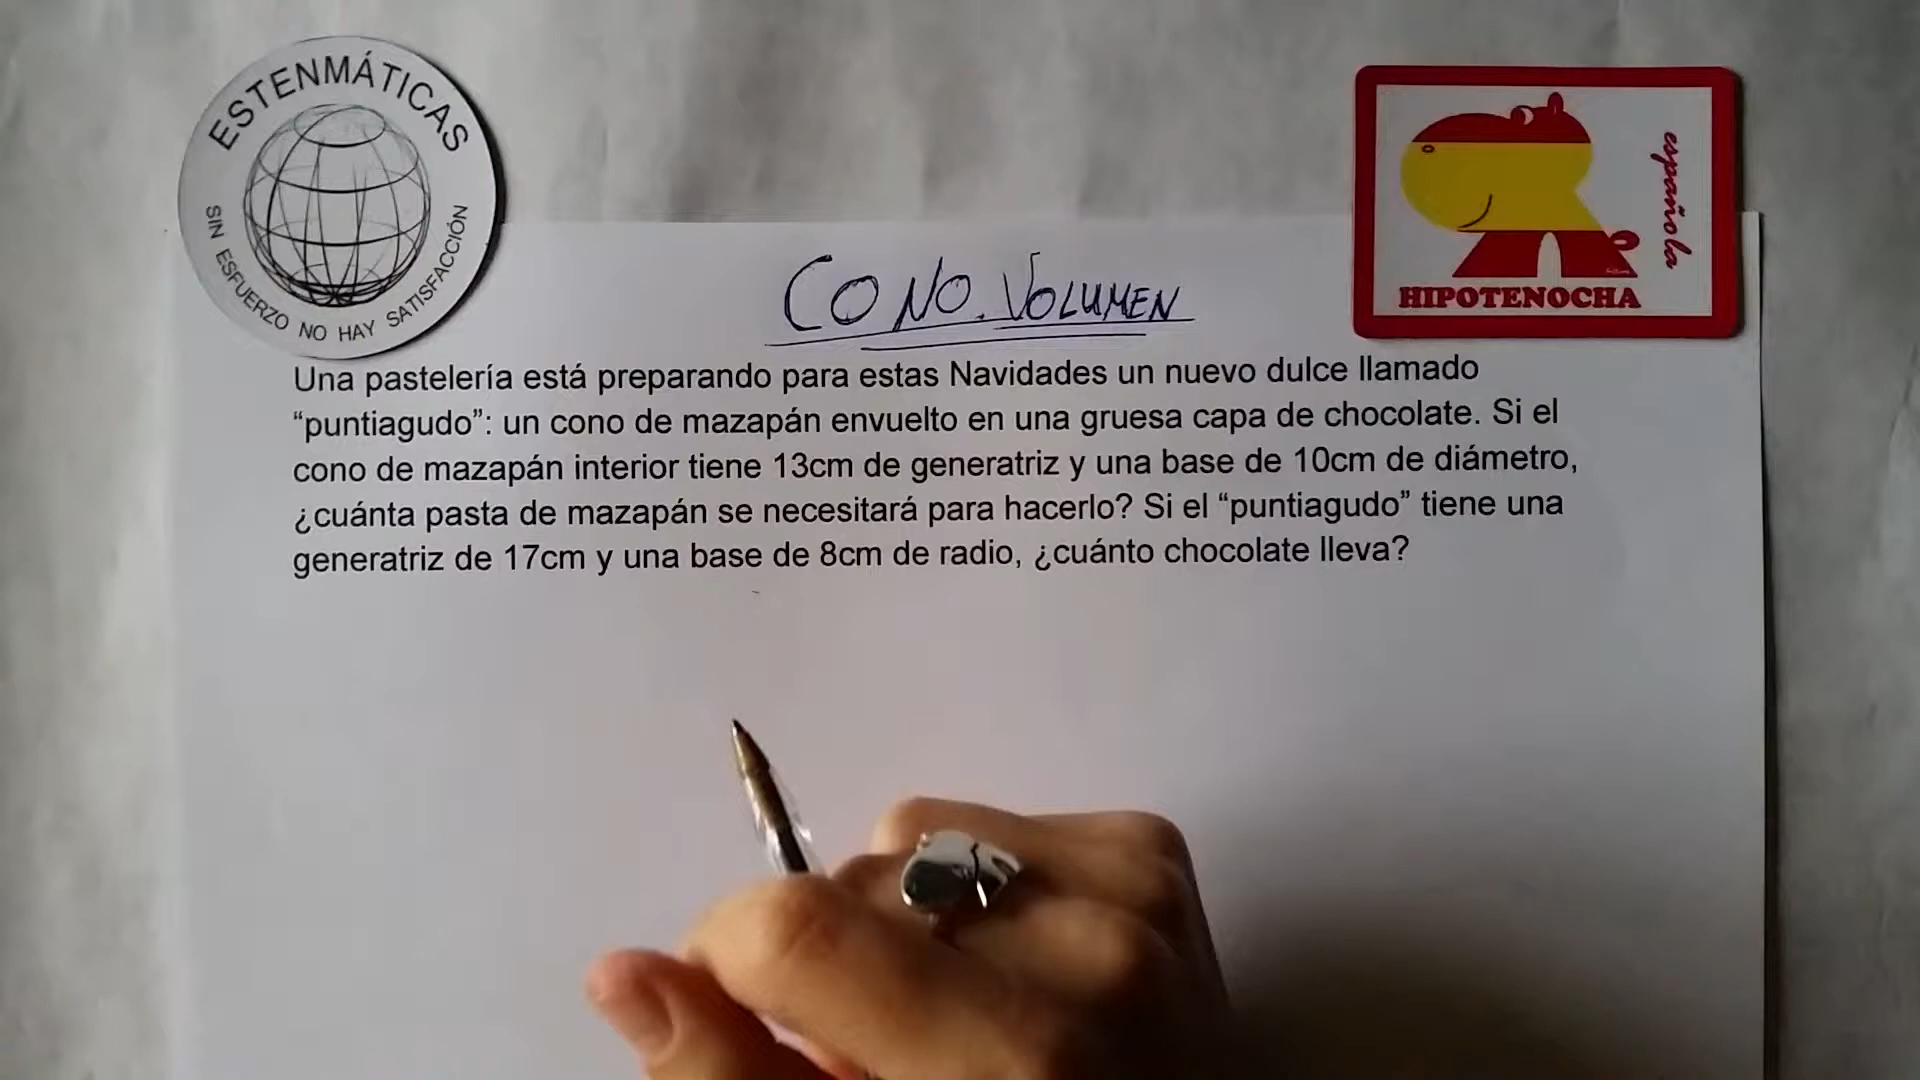 ESTENMÁTICAS
SIN ESFUERZO NO HAY SATISFACCIÓN
española
HIPOTENOCHA
CONO. VOLUMEN
Una pastelería está preparando para estas Navidades un nuevo dulce llamado
“puntiagudo”: un cono de mazapán envuelto en una gruesa capa de chocolate. Si el
cono de mazapán interior tiene 13cm de generatriz y una base de 10cm de diámetro,
¿cuánta pasta de mazapán se necesitará para hacerlo? Si el “puntiagudo” tiene una
generatriz de 17cm y una base de 8cm de radio, ¿cuánto chocolate lleva?